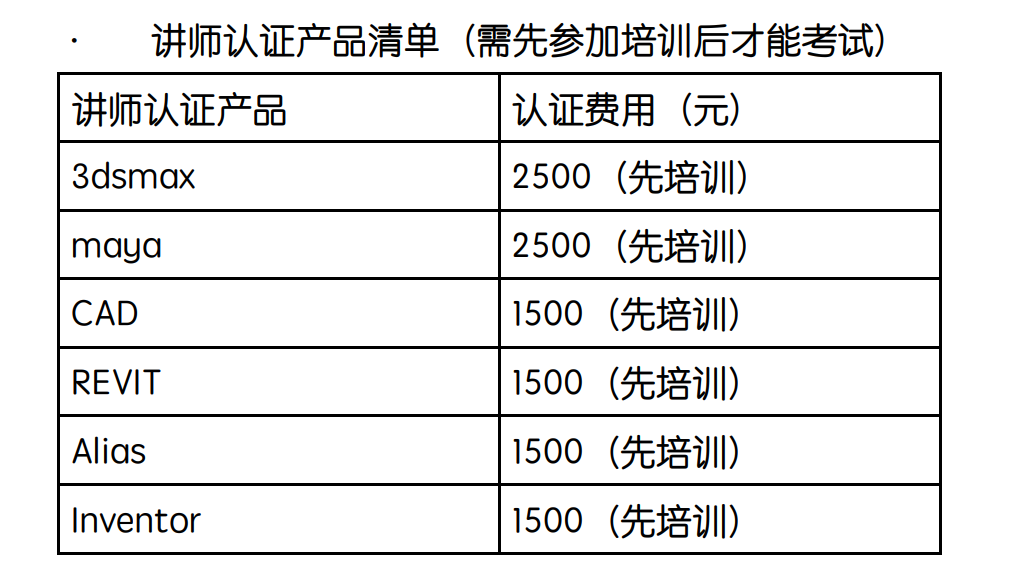 · 讲师认证产品清单（需先参加培训后才能考试）
讲师认证产品 认证费用（元）
3dsmax 2500（先培训）
maya 2500（先培训）
CAD 1500（先培训）
REVIT 1500（先培训）
Alias 1500（先培训）
Inventor 1500（先培训）